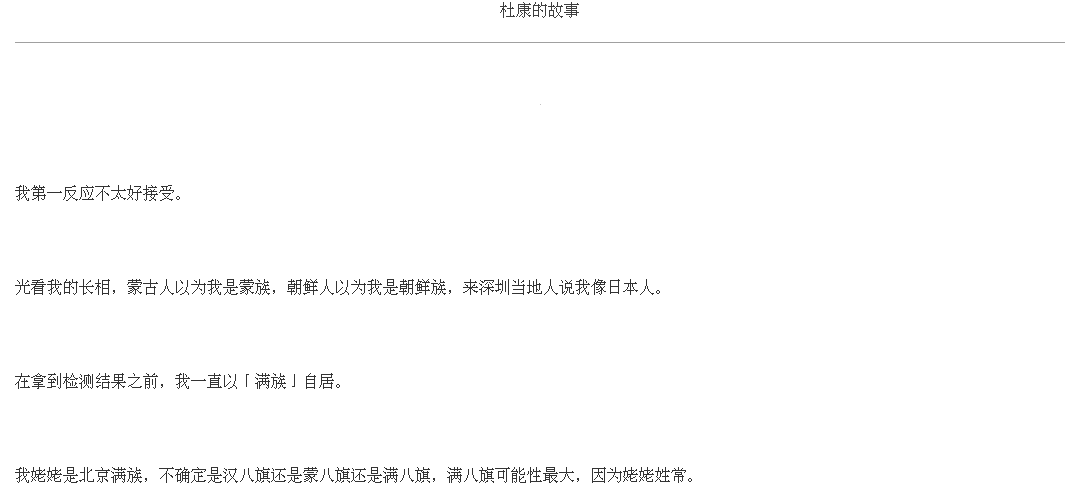 杜康的故事
我第一反应不太好接受。
光看我的长相，蒙古人以为我是蒙族，朝鲜人以为我是朝鲜族，来深圳当地人说我像日本人。
在拿到检测结果之前，我一直以「满族」自居。
我姥姥是北京满族，不确定是汉八旗还是蒙八旗还是满八旗，满八旗可能性最大，因为姥姥姓常。